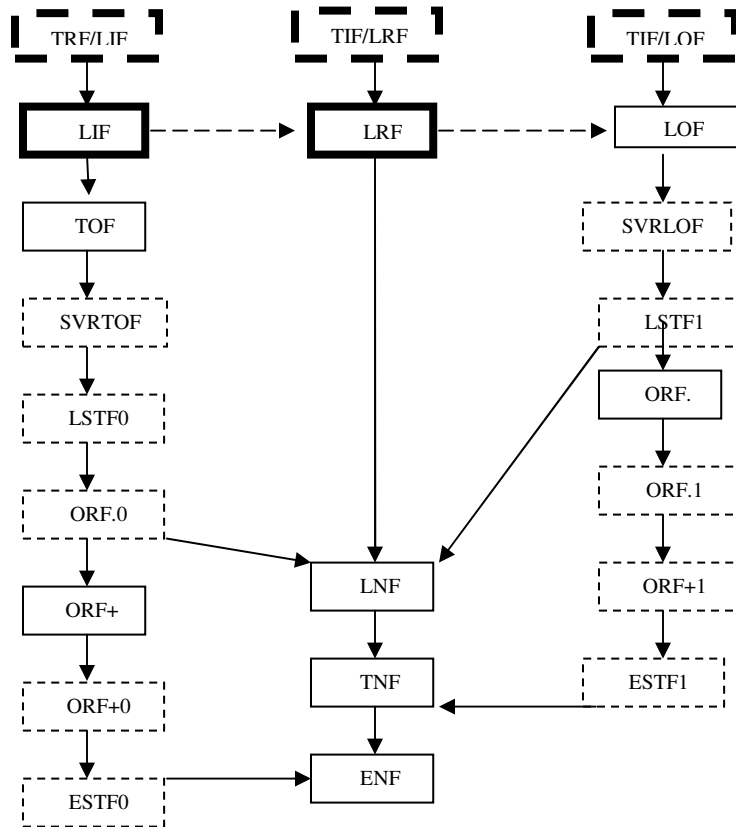 TRF/LIF
TIF/LRF
TIF/LOF
LIF
LRF
LOF
TOF
SVRLOF
SVRTOF
LSTF1
ORF.
LSTF0
ORF.0
ORF.1
LNF
ORF+1
ORF+
TNF
ESTF1
ORF+0
ENF
ESTF0